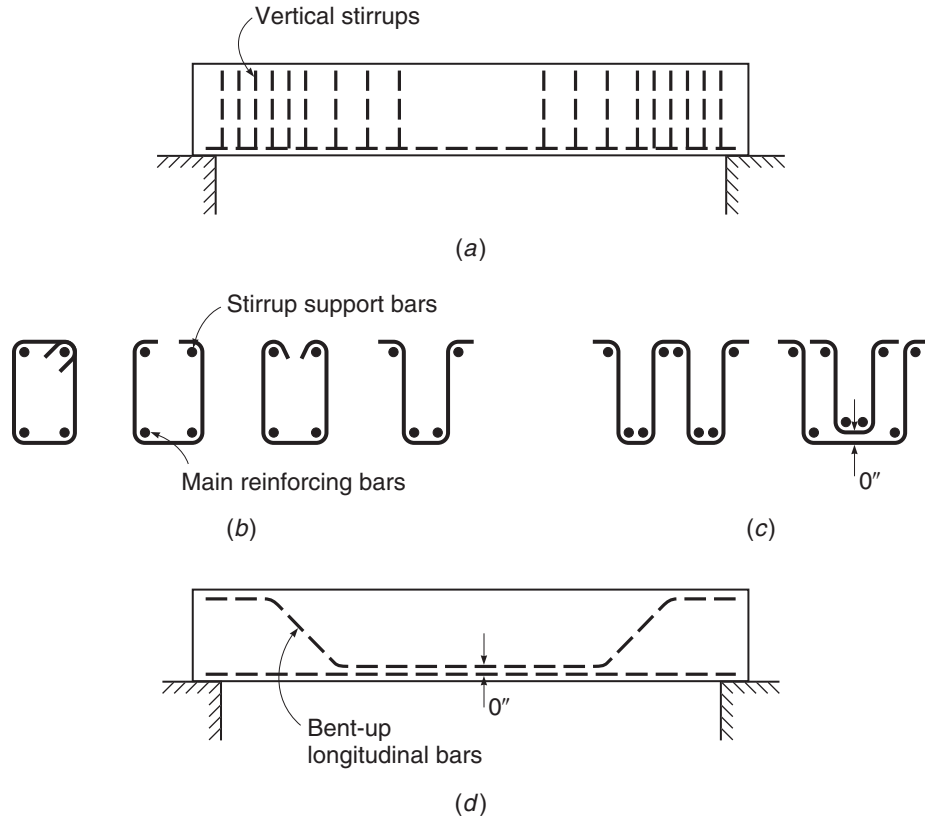 Vertical stirrups
(a)
Stirrup support bars
Main reinforcing bars
0″
(b)
(c)
0″
Bent-up
longitudinal bars
(d)